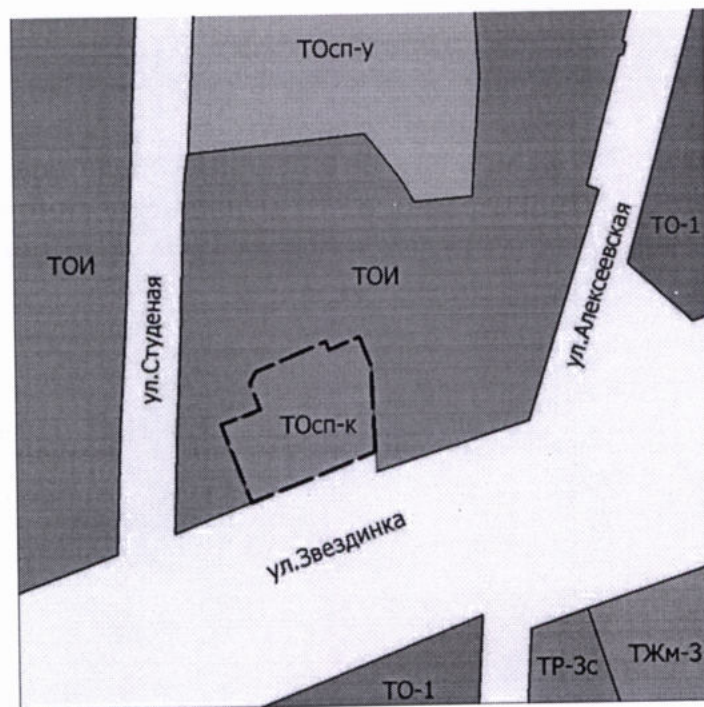 ТОсп-у
ТО-1
ТОИ
ТОИ
ул.Студеная
ул.Алексеевская
ТОсп-к
ул.Звездинка
ТР-3с
ТЖм-3
ТО-1